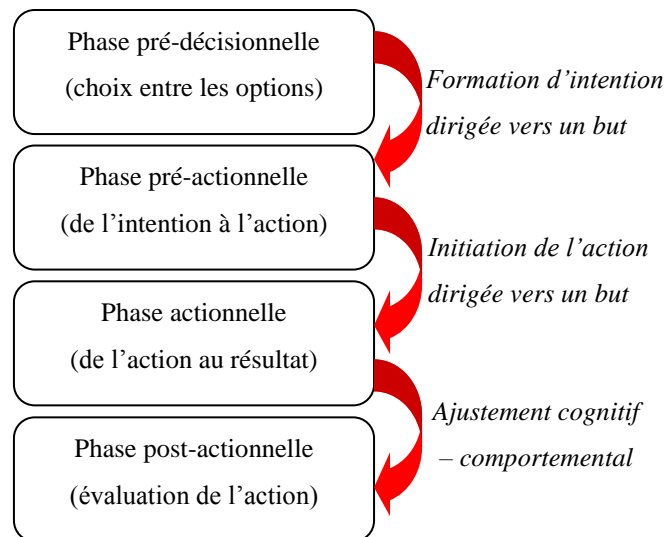 Phase pré-décisionnelle
(choix entre les options)
Formation d’intention
dirigée vers un but
Phase pré-actionnelle
(de l’intention à l’action)
Initiation de l’action
dirigée vers un but
Phase actionnelle
(de l’action au résultat)
Ajustement cognitif
– comportemental
Phase post-actionnelle
(évaluation de l’action)